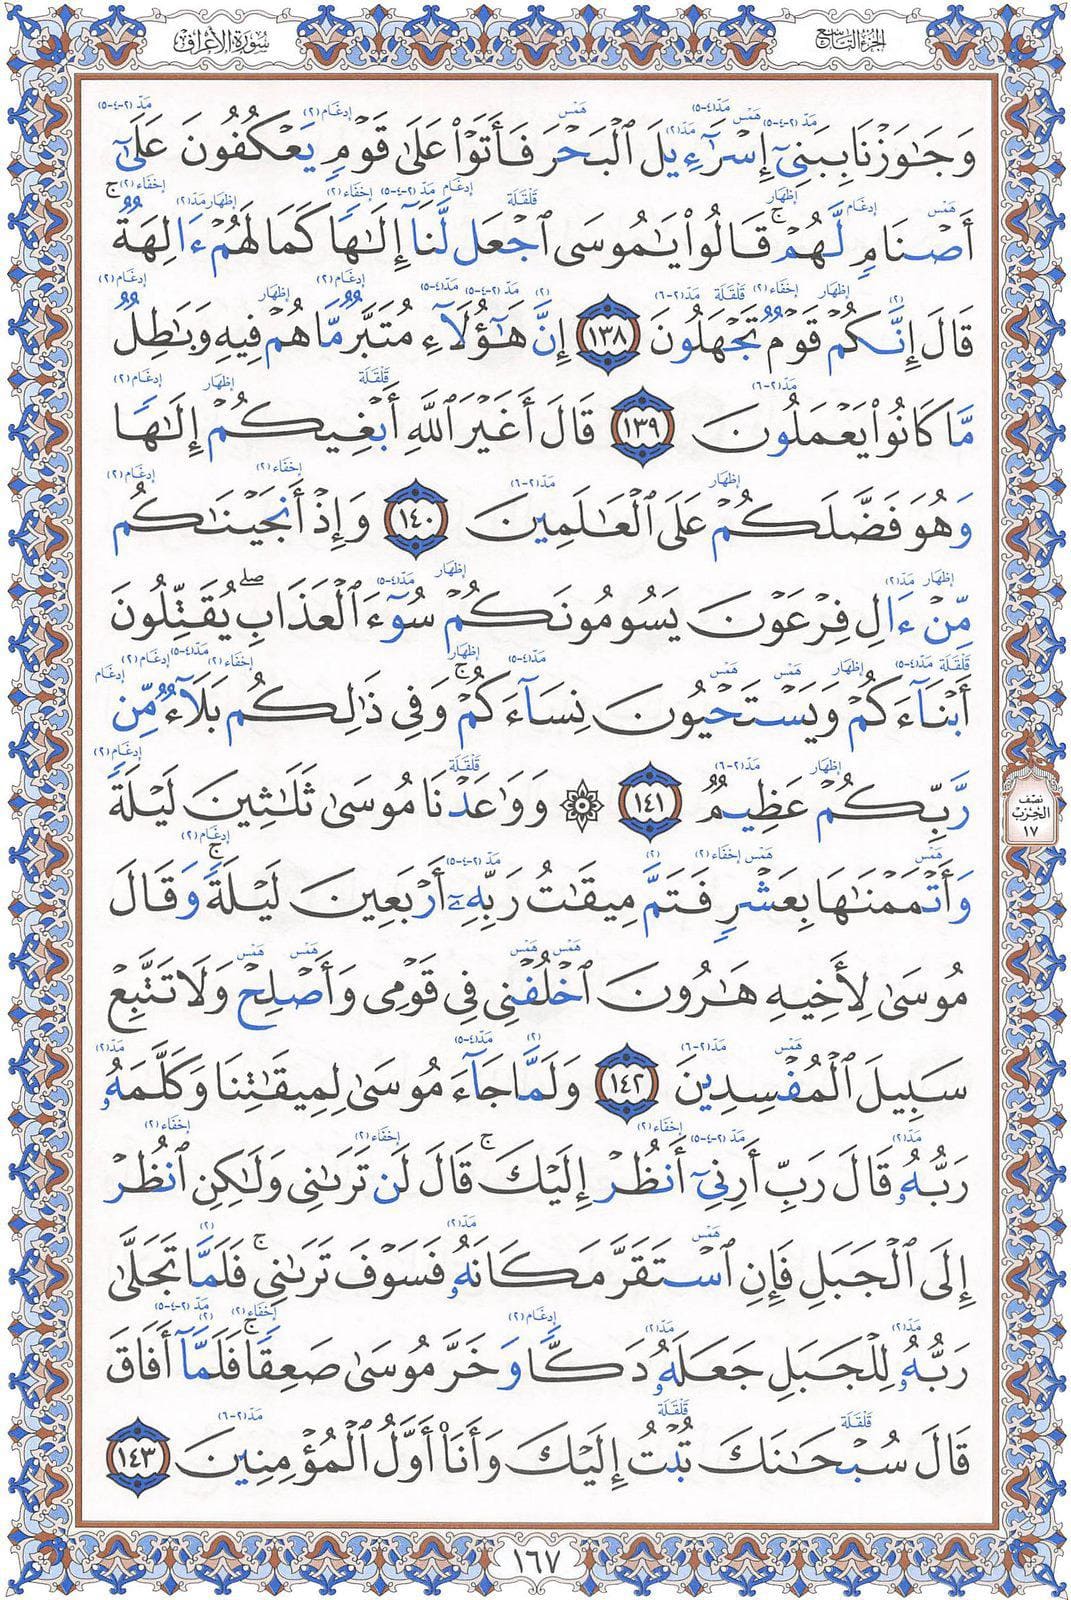 الجزء التاسع
سورة الأعراف
وَجَٰوَزْنَا بِبَنِىٓ إِسْرَٰٓءِيلَ ٱلْبَحْرَ فَأَتَوْا۟ عَلَىٰ قَوْمٍ يَعْكُفُونَ عَلَىٰٓ
أَصْنَامٍ لَّهُمْ ۚ قَالُوا۟ يَٰمُوسَى ٱجْعَل لَّنَآ إِلَٰهًا كَمَا لَهُمْ ءَالِهَةٌ ۚ
قَالَ إِنَّكُمْ قَوْمٌ تَجْهَلُونَ ١٣٨ إِنَّ هَٰٓؤُلَآءِ مُتَبَّرٌ مَّا هُمْ فِيهِ وَبَٰطِلٌ
مَّا كَانُوا۟ يَعْمَلُونَ ١٣٩ قَالَ أَغَيْرَ ٱللَّهِ أَبْغِيكُمْ إِلَٰهًا
وَهُوَ فَضَّلَكُمْ عَلَى ٱلْعَٰلَمِينَ ١٤٠ وَإِذْ أَنجَيْنَٰكُم
مِّنْ ءَالِ فِرْعَوْنَ يَسُومُونَكُمْ سُوٓءَ ٱلْعَذَابِ ۖ يُقَتِّلُونَ
أَبْنَآءَكُمْ وَيَسْتَحْيُونَ نِسَآءَكُمْ ۚ وَفِى ذَٰلِكُم بَلَآءٌ مِّن
رَّبِّكُمْ عَظِيمٌ ١٤١ ۞ وَوَٰعَدْنَا مُوسَىٰ ثَلَٰثِينَ لَيْلَةً
نصف الحزب ١٧
وَأَتْمَمْنَٰهَا بِعَشْرٍ فَتَمَّ مِيقَٰتُ رَبِّهِۦٓ أَرْبَعِينَ لَيْلَةً ۚ وَقَالَ
مُوسَىٰ لِأَخِيهِ هَٰرُونَ ٱخْلُفْنِى فِى قَوْمِى وَأَصْلِحْ وَلَا تَتَّبِعْ
سَبِيلَ ٱلْمُفْسِدِينَ ١٤٢ وَلَمَّا جَآءَ مُوسَىٰ لِمِيقَٰتِنَا وَكَلَّمَهُۥ
رَبُّهُۥ قَالَ رَبِّ أَرِنِىٓ أَنظُرْ إِلَيْكَ ۚ قَالَ لَن تَرَىٰنِى وَلَٰكِنِ ٱنظُرْ
إِلَى ٱلْجَبَلِ فَإِنِ ٱسْتَقَرَّ مَكَانَهُۥ فَسَوْفَ تَرَىٰنِى ۚ فَلَمَّا تَجَلَّىٰ
رَبُّهُۥ لِلْجَبَلِ جَعَلَهُۥ دَكًّا وَخَرَّ مُوسَىٰ صَعِقًا ۚ فَلَمَّآ أَفَاقَ
قَالَ سُبْحَٰنَكَ تُبْتُ إِلَيْكَ وَأَنَا۠ أَوَّلُ ٱلْمُؤْمِنِينَ ١٤٣
١٦٧